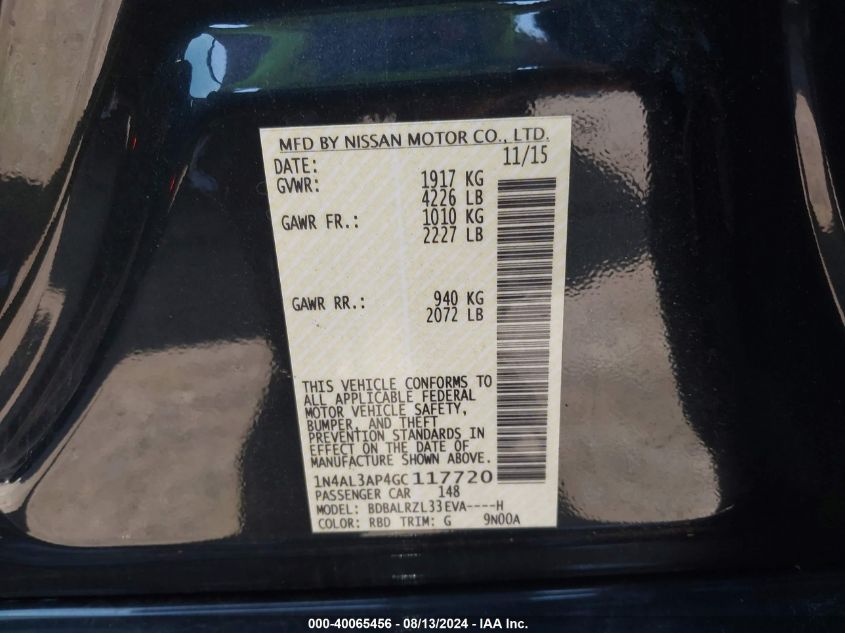 MFD BY NISSAN MOTOR CO., LTD.
DATE: 11/15
GVWR: 1917 KG
4226 LB
GAWR FR.: 1010 KG
2227 LB
GAWR RR.: 940 KG
2072 LB
THIS VEHICLE CONFORMS TO
ALL APPLICABLE FEDERAL
MOTOR VEHICLE SAFETY,
BUMPER, AND THEFT
PREVENTION STANDARDS IN
EFFECT ON THE DATE OF
MANUFACTURE SHOWN ABOVE.
1N4AL3AP4GC117720
PASSENGER CAR 148
MODEL: BDBALRZL33EVA----H
COLOR: RBD TRIM: G 9N00A
000-40065456 - 08/13/2024 - IAA Inc.